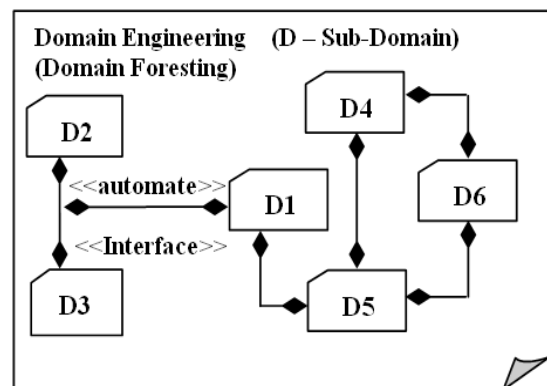 Domain Engineering (D – Sub-Domain)
(Domain Foresting)
D4
D2
<<automate>>
D1
D6
<<Interface>>
D3
D5